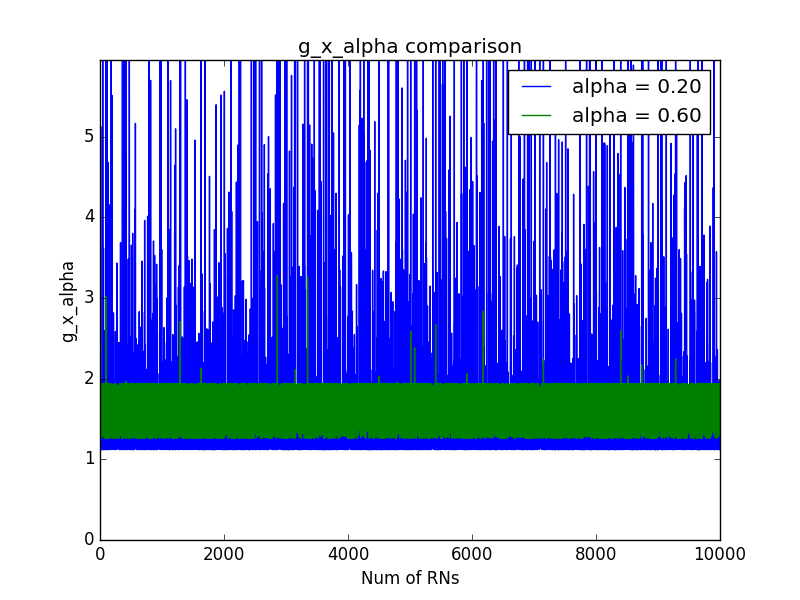 g_x_alpha comparison
alpha = 0.20
alpha = 0.60
5
4
3
2
1
0
g_x_alpha
0 2000 4000 6000 8000 10000
Num of RNs